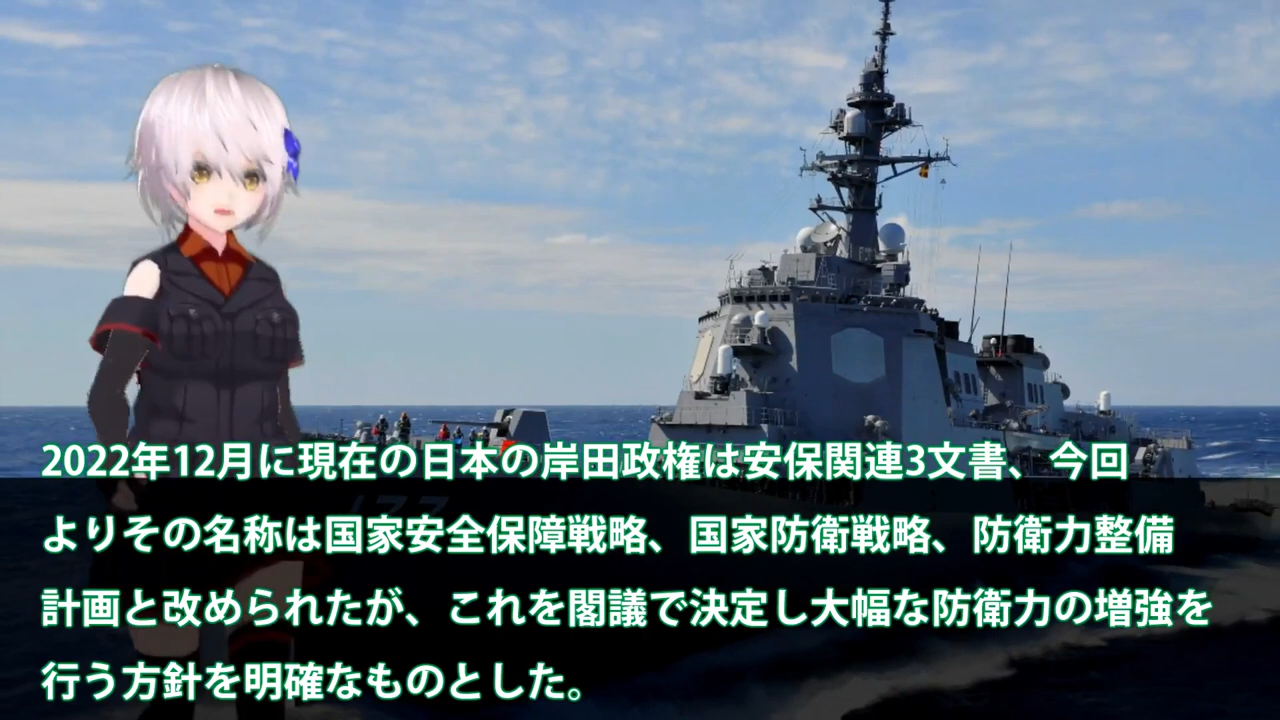 2022年12月に現在の日本の岸田政権は安保関連3文書、今回
よりその名称は国家安全保障戦略、国家防衛戦略、防衛力整備
計画と改められたが、これを閣議で決定し大幅な防衛力の増強を
行う方針を明確なものとした。
177